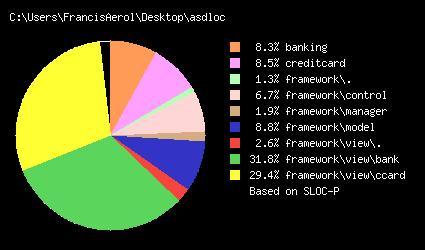 C:\Users\FrancisAerol\Desktop\asdloc
8.3% banking
8.5% creditcard
1.3% framework\.
6.7% framework\control
1.9% framework\manager
8.8% framework\model
2.6% framework\view\.
31.8% framework\view\bank
29.4% framework\view\ccard
Based on SLOC-P